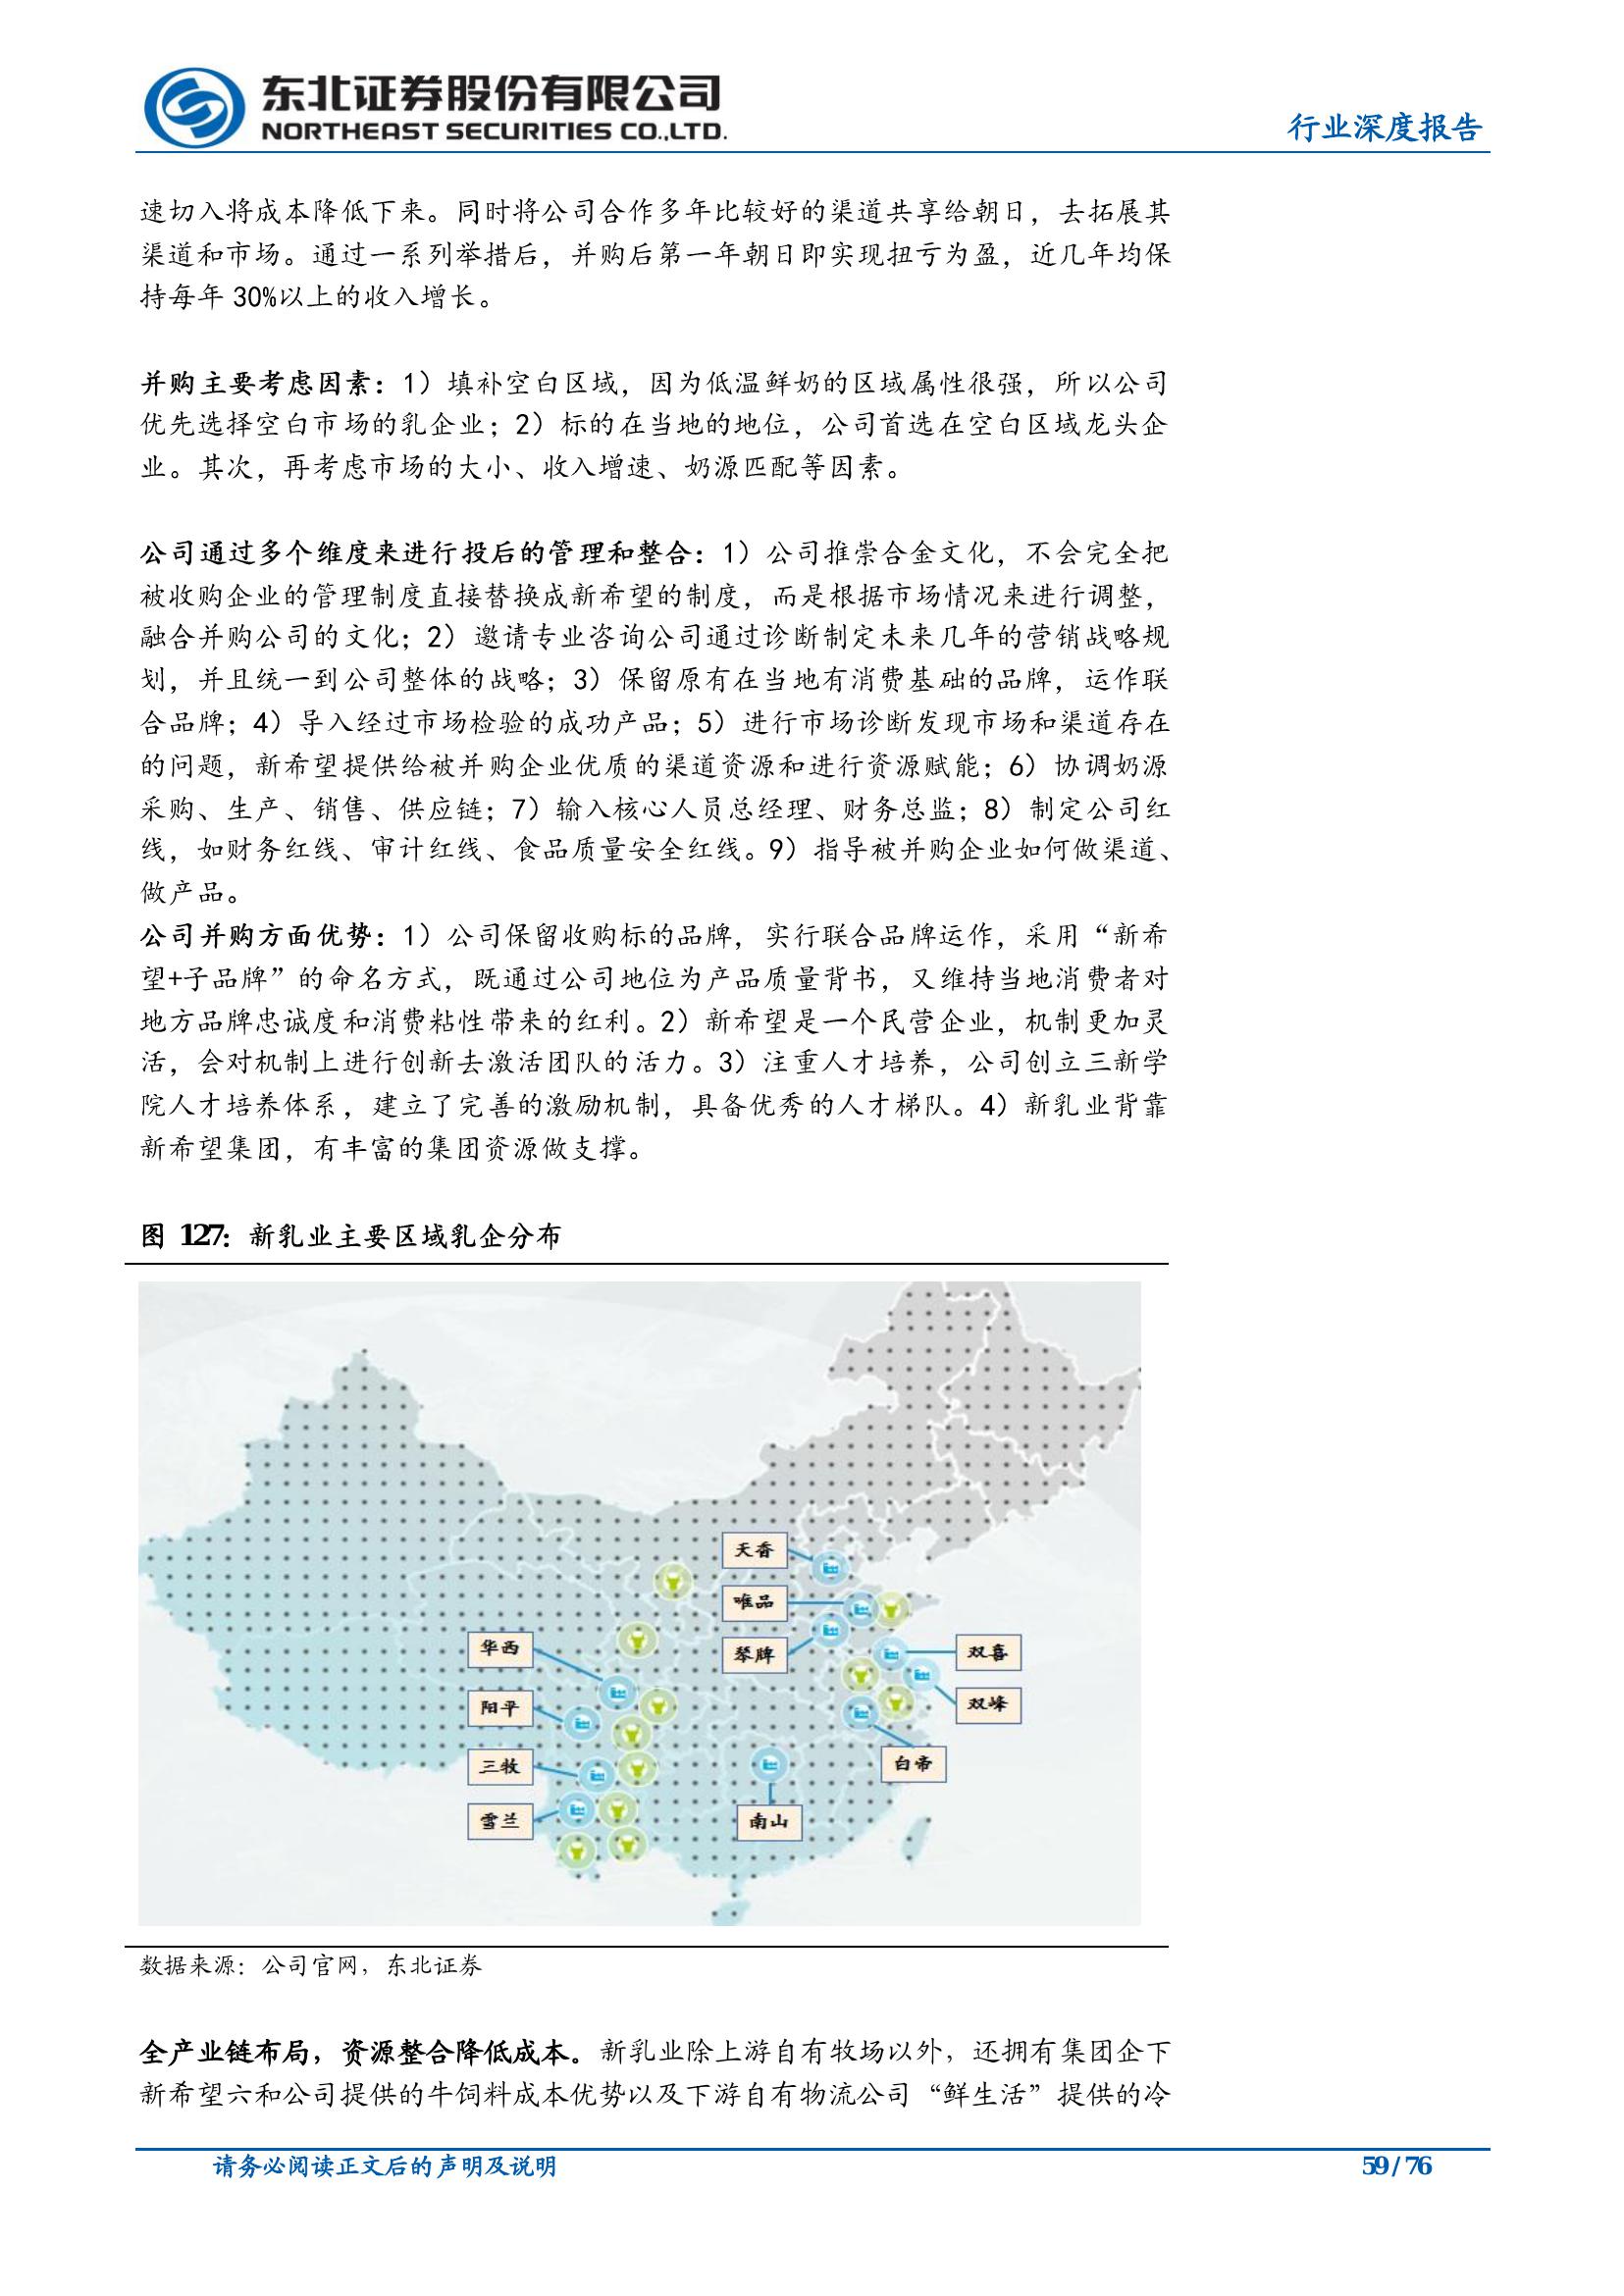 东北证券股份有限公司
NORTHEAST SECURITIES CO.,LTD.
行业深度报告
速切入将成本降低下来。同时将公司合作多年比较好的渠道共享给朝日，去拓展其
渠道和市场。通过一系列举措后，并购后第一年朝日即实现扭亏为盈，近几年均保
持每年 30%以上的收入增长。
并购主要考虑因素：1）填补空白区域，因为低温鲜奶的区域属性很强，所以公司
优先选择空白市场的乳企业；2）标的在当地的地位，公司首选在空白区域龙头企
业。其次，再考虑市场的大小、收入增速、奶源匹配等因素。
公司通过多个维度来进行投后的管理和整合：1）公司推崇合金文化，不会完全把
被收购企业的管理制度直接替换成新希望的制度，而是根据市场情况来进行调整，
融合并购公司的文化；2）邀请专业咨询公司通过诊断制定未来几年的营销战略规
划，并且统一到公司整体的战略；3）保留原有在当地有消费基础的品牌，运作联
合品牌；4）导入经过市场检验的成功产品；5）进行市场诊断发现市场和渠道存在
的问题，新希望提供给被并购企业优质的渠道资源和进行资源赋能；6）协调奶源
采购、生产、销售、供应链；7）输入核心人员总经理、财务总监；8）制定公司红
线，如财务红线、审计红线、食品质量安全红线。9）指导被并购企业如何做渠道、
做产品。
公司并购方面优势：1）公司保留收购标的品牌，实行联合品牌运作，采用“新希
望+子品牌”的命名方式，既通过公司地位为产品质量背书，又维持当地消费者对
地方品牌忠诚度和消费粘性带来的红利。2）新希望是一个民营企业，机制更加灵
活，会对机制上进行创新去激活团队的活力。3）注重人才培养，公司创立三新学
院人才培养体系，建立了完善的激励机制，具备优秀的人才梯队。4）新乳业背靠
新希望集团，有丰富的集团资源做支撑。
图 127：新乳业主要区域乳企分布
天香
唯品
琴牌
华西
阳平
三牧
雪兰
双喜
双峰
白帝
南山
数据来源：公司官网，东北证券
全产业链布局，资源整合降低成本。新乳业除上游自有牧场以外，还拥有集团企下
新希望六和公司提供的牛饲料成本优势以及下游自有物流公司“鲜生活”提供的冷
请务必阅读正文后的声明及说明
59 / 76